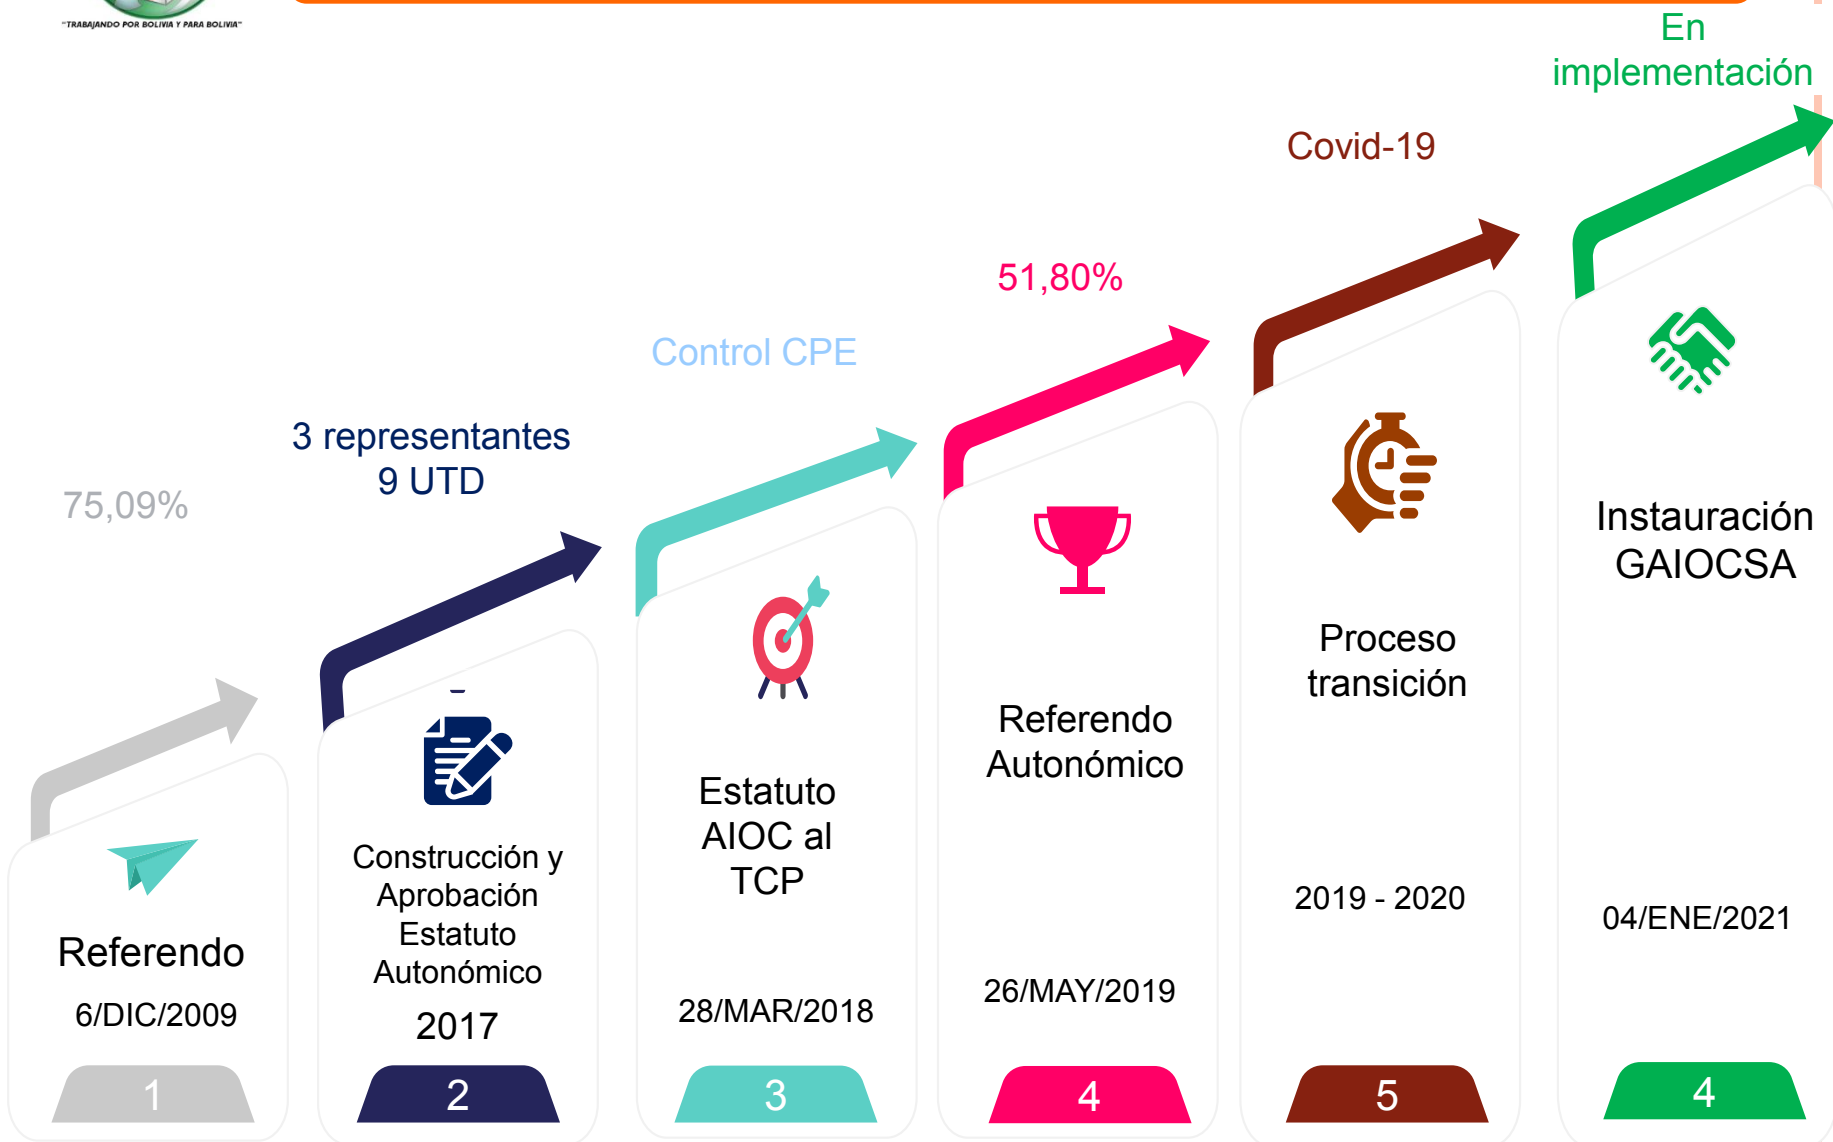 "TRABAJANDO POR BOLIVIA Y PARA BOLIVIA"
75,09%
Referendo
6/DIC/2009
1
3 representantes
9 UTD
Construcción y
Aprobación
Estatuto
Autonómico
2017
2
Control CPE
Estatuto
AIOC al
TCP
28/MAR/2018
3
51,80%
Referendo
Autonómico
26/MAY/2019
4
Covid-19
Proceso
transición
2019 - 2020
5
En
implementación
Instauración
GAIOCSA
04/ENE/2021
4